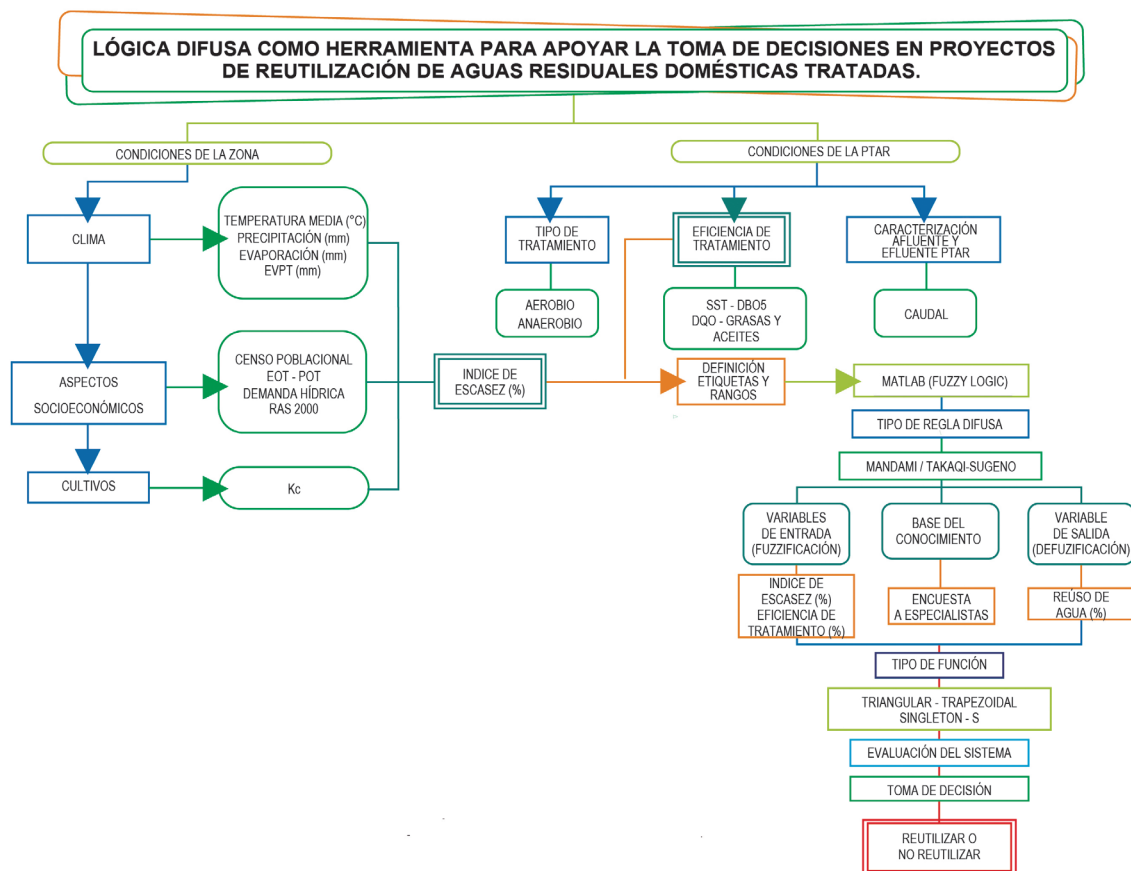 LÓGICA DIFUSA COMO HERRAMIENTA PARA APOYAR LA TOMA DE DECISIONES EN PROYECTOS
DE REUTILIZACIÓN DE AGUAS RESIDUALES DOMÉSTICAS TRATADAS.
CONDICIONES DE LA ZONA
CONDICIONES DE LA PTAR
CLIMA
TEMPERATURA MEDIA (°C)
PRECIPITACIÓN (mm)
EVAPORACIÓN (mm)
EVPT (mm)
TIPO DE
TRATAMIENTO
EFICIENCIA DE
TRATAMIENTO
CARACTERIZACIÓN
AFLUENTE Y
EFLUENTE PTAR
AEROBIO
ANAEROBIO
SST - DBO5
DQO - GRASAS Y
ACEITES
CAUDAL
ASPECTOS
SOCIOECONÓMICOS
CENSO POBLACIONAL
EOT - POT
DEMANDA HÍDRICA
RAS 2000
INDICE DE
ESCASEZ (%)
DEFINICIÓN
ETIQUETAS Y
RANGOS
MATLAB (FUZZY LOGIC)
TIPO DE REGLA DIFUSA
MANDAMI / TAKAQI-SUGENO
CULTIVOS
Kc
VARIABLES
DE ENTRADA
(FUZZIFICACIÓN)
BASE DEL
CONOCIMIENTO
VARIABLE
DE SALIDA
(DEFUZIFICACIÓN)
INDICE DE
ESCASEZ (%)
EFICIENCIA DE
TRATAMIENTO (%)
ENCUESTA
A ESPECIALISTAS
REÚSO DE
AGUA (%)
TIPO DE FUNCIÓN
TRIANGULAR - TRAPEZOIDAL
SINGLETON - S
EVALUACIÓN DEL SISTEMA
TOMA DE DECISIÓN
REUTILIZAR O
NO REUTILIZAR